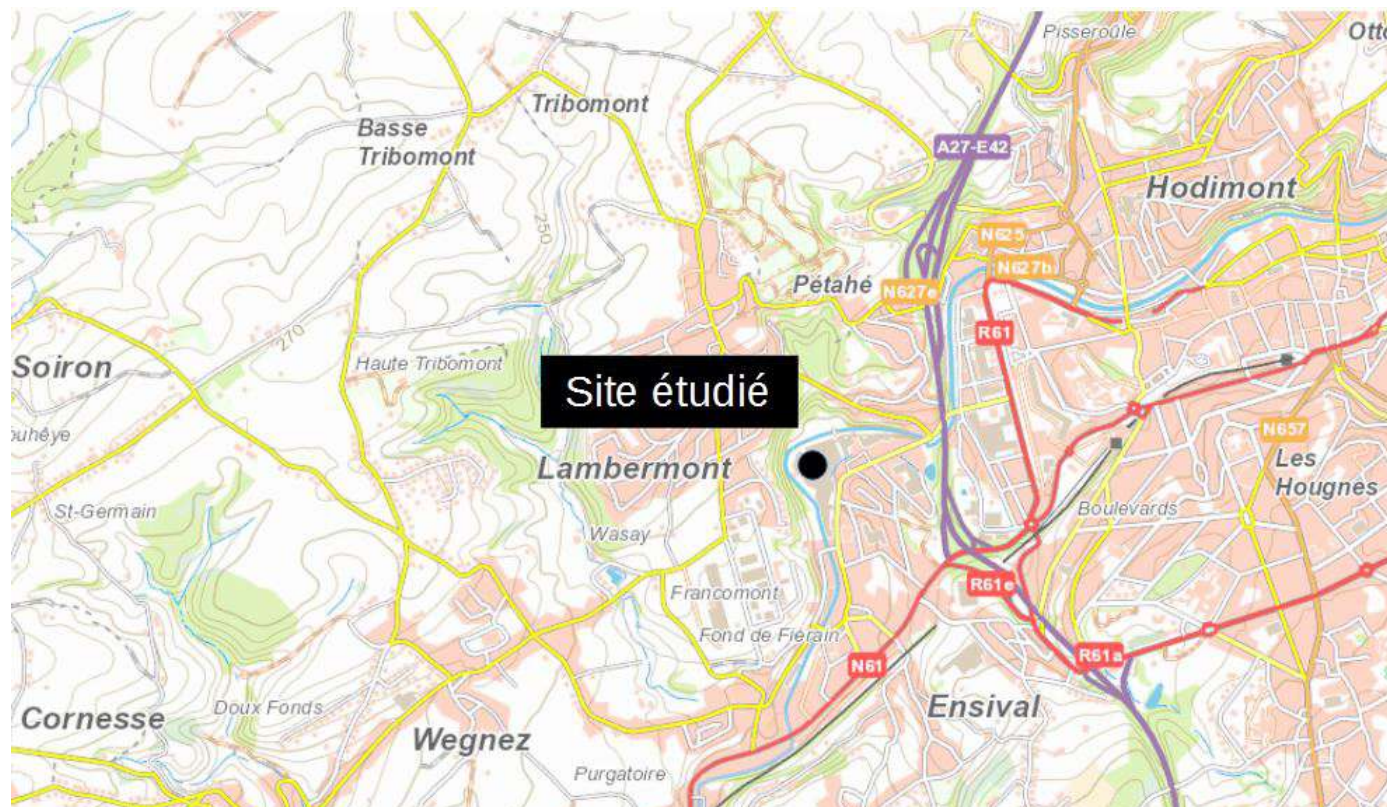 Pisseroûle
Tribomont
Basse
Tribomont
250
A27-E42
Hodimont
N625
N627b
Pétahé
N627e
R61
270
Soiron
Haute Tribomont
Site étudié
N657
Les
Hougnes
Lambermont
St-Germain
Boulevards
Wasay
Francomont
R61e
Fond de Fiérain
N61
R61a
Cornesse
Doux Fonds
Wegnez
Ensival
Purgatoire